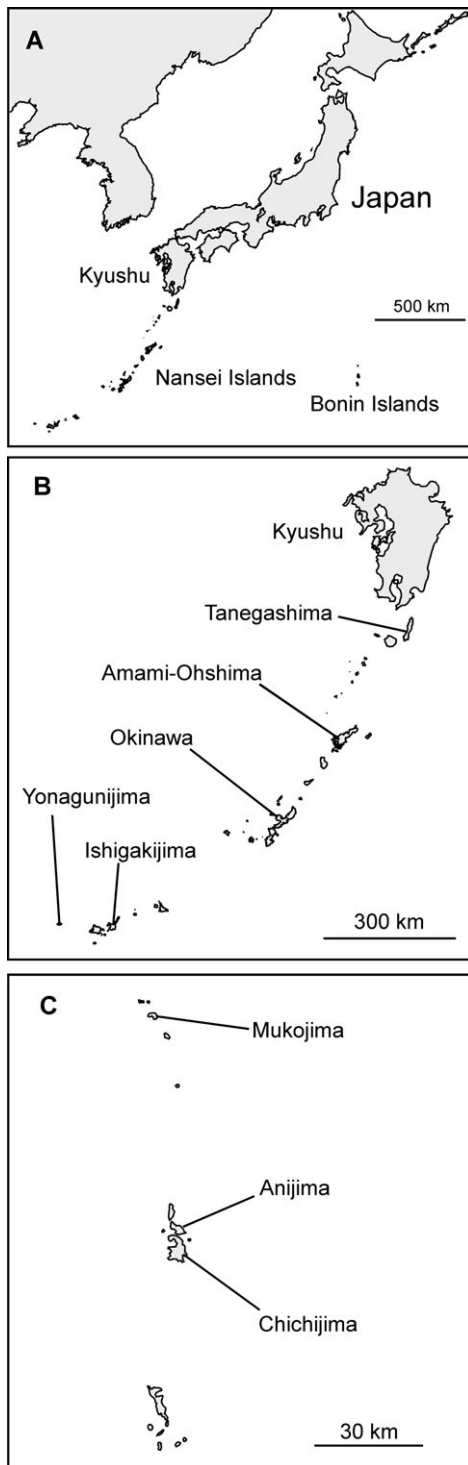 A
Japan
Kyushu
500 km
Nansei Islands
Bonin Islands
B
Kyushu
Tanegashima
Amami-Ohshima
Okinawa
Yonagunijima
Ishigakijima
300 km
C
Mukojima
Anijima
Chichijima
30 km